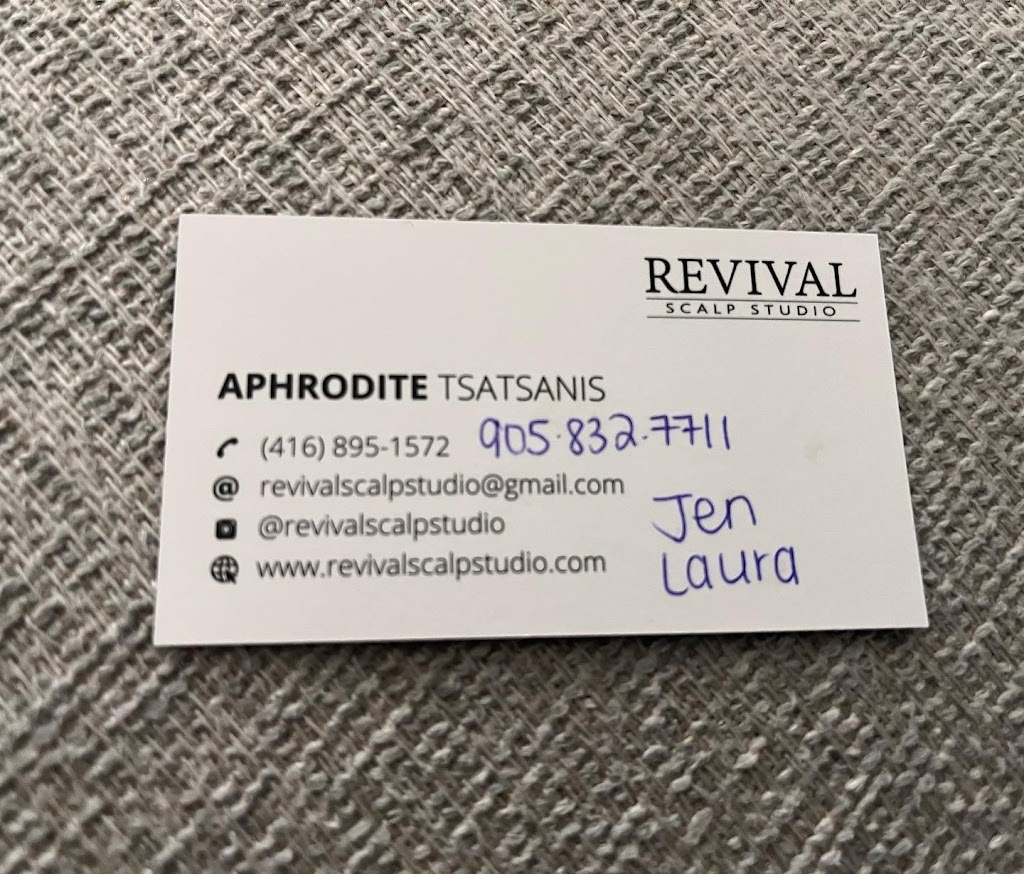 REVIVAL
SCALP STUDIO
APHRODITE TSATSANIS
(416) 895-1572 905.832.7711
@ revivalscalpstudio@gmail.com
@revivalscalpstudio
www.revivalscalpstudio.com
Jen
Laura